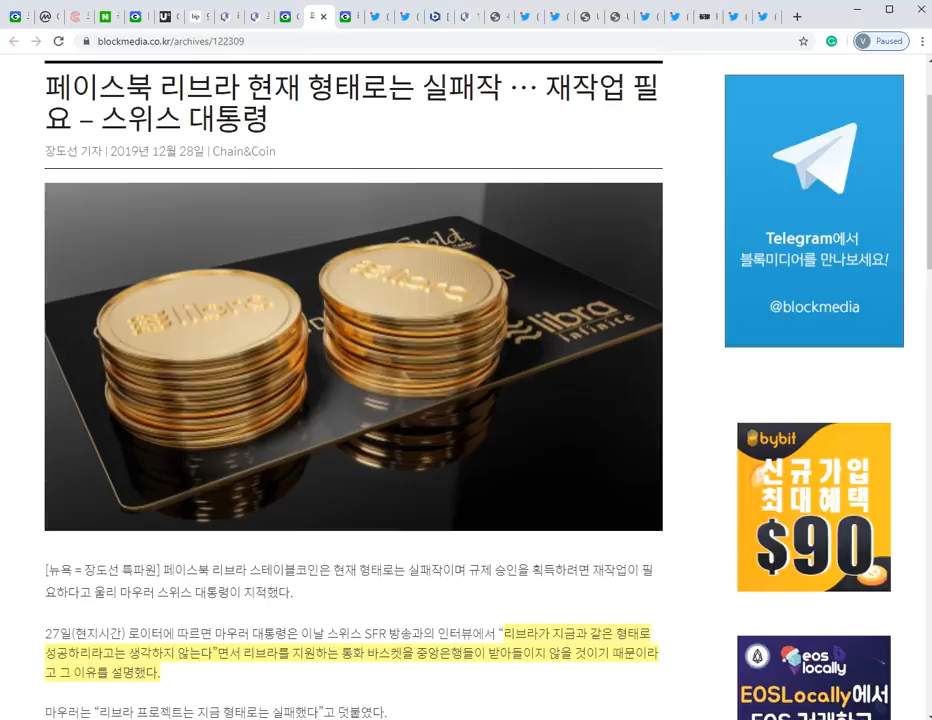 blockmedia.co.kr/archives/122309
Paused
페이스북 리브라 현재 형태로는 실패작 … 재작업 필
요 – 스위스 대통령
장도선 기자 | 2019년 12월 28일 | Chain&Coin
libra
libra
Gold
libra
infinite
[뉴욕 = 장도선 특파원] 페이스북 리브라 스테이블코인은 현재 형태로는 실패작이며 규제 승인을 획득하려면 재작업이 필
요하다고 울리 마우러 스위스 대통령이 지적했다.
27일(현지시간) 로이터에 따르면 마우러 대통령은 이날 스위스 SFR 방송과의 인터뷰에서 “리브라가 지금과 같은 형태로
성공하리라고는 생각하지 않는다”면서 리브라를 지원하는 통화 바스켓을 중앙은행들이 받아들이지 않을 것이기 때문이라
고 그 이유를 설명했다.
마우러는 “리브라 프로젝트는 지금 형태로는 실패했다”고 덧붙였다.
Telegram에서
블록미디어를 만나보세요!
@blockmedia
bybit
신규가입
최대혜택
$90
eos
locally
EOSLocally에서
EOS 거래하고